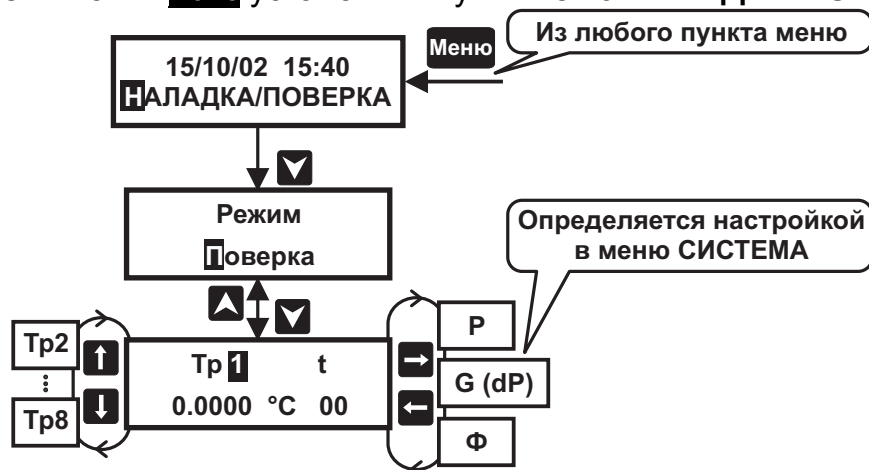 Меню
Из любого пункта меню
15/10/02 15:40
НАЛАДКА/ПОВЕРКА
Режим
Поверка
Определяется настройкой
в меню СИСТЕМА
Тр2
Тр8
Тр 1 t
0.0000 °C 00
P
G (dP)
Ф